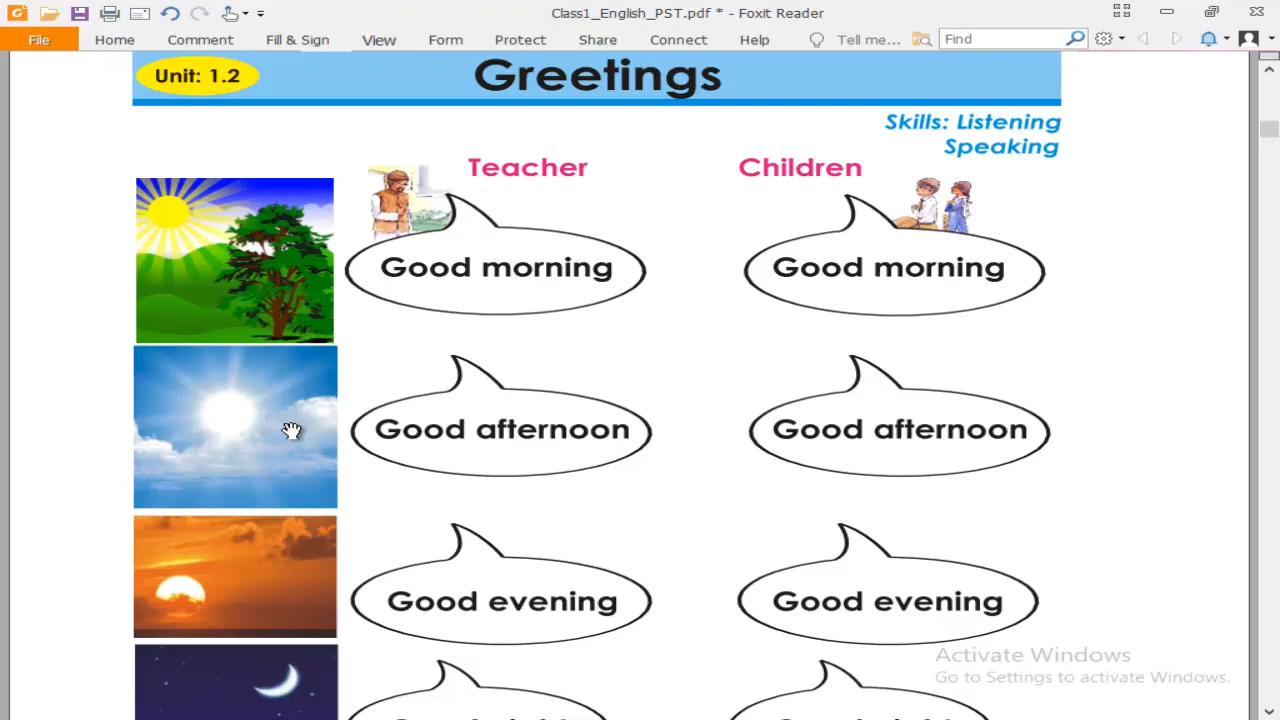 Class1_English_PST.pdf * - Foxit Reader
File Home Comment Fill & Sign View Form Protect Share Connect Help Tell me... Find
Unit: 1.2
Greetings
Skills: Listening
Speaking
Teacher Children
Good morning Good morning
Good afternoon Good afternoon
Good evening Good evening
Activate Windows
Go to Settings to activate Windows.